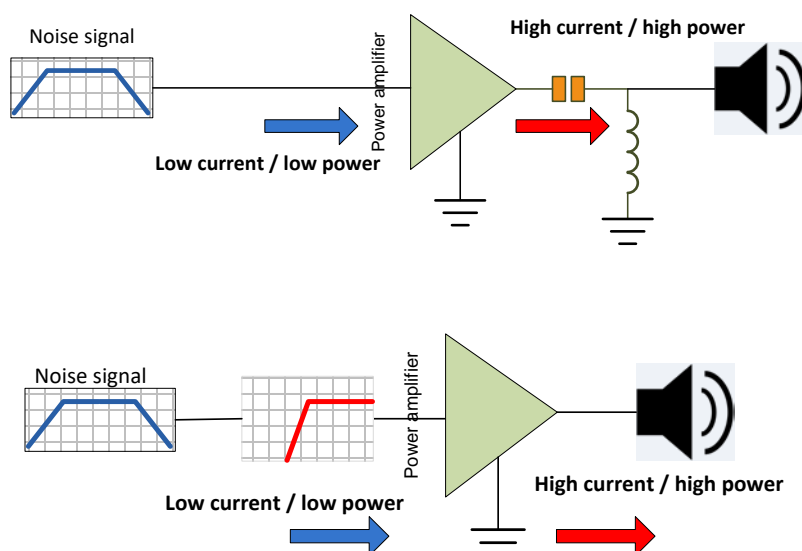 Noise signal
High current / high power
Power amplifier
Low current / low power
Noise signal
Power amplifier
Low current / low power
High current / high power